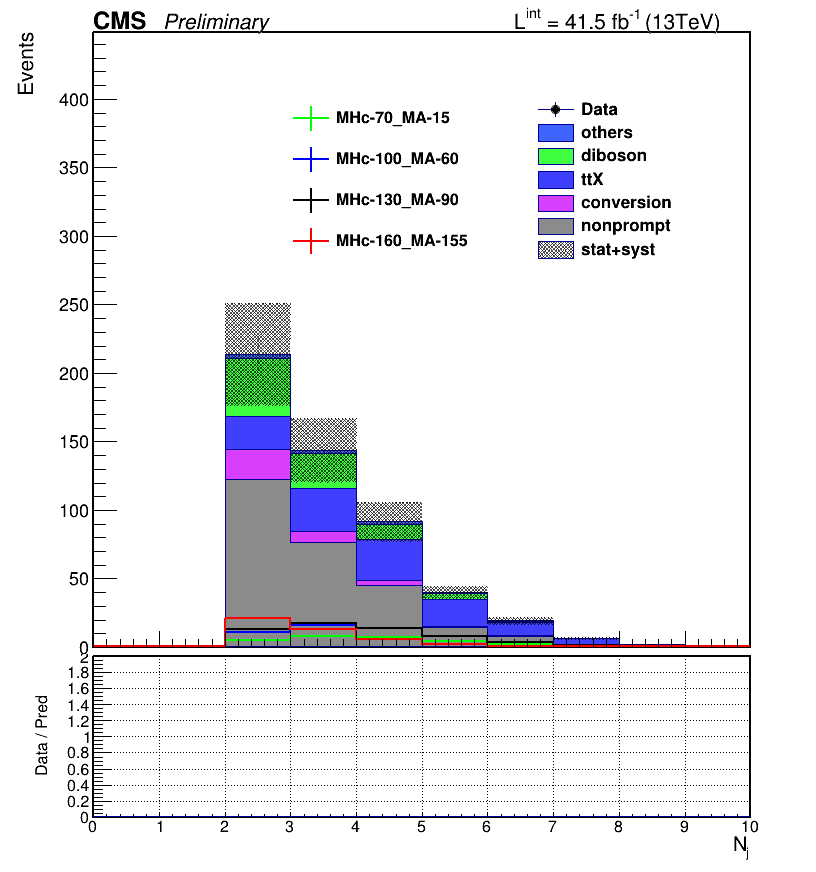 CMS Preliminary L^int = 41.5 fb^-1 (13TeV)
Events
400
350
300
250
200
150
100
50
0
MHc-70_MA-15
MHc-100_MA-60
MHc-130_MA-90
MHc-160_MA-155
Data
others
diboson
ttX
conversion
nonprompt
stat+syst
Data / Pred
2
1.8
1.6
1.4
1.2
1
0.8
0.6
0.4
0.2
0
0 1 2 3 4 5 6 7 8 9 10
N_j